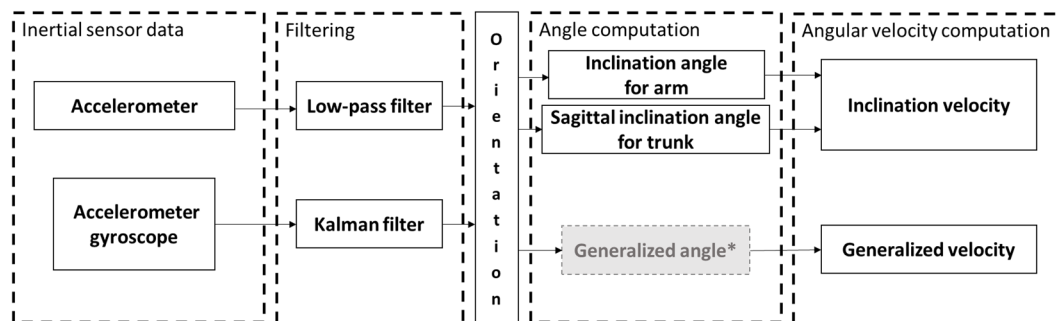 Inertial sensor data
Accelerometer
Accelerometer
gyroscope
Filtering
Low-pass filter
Kalman filter
O
r
i
e
n
t
a
t
i
o
n
Angle computation
Inclination angle
for arm
Sagittal inclination angle
for trunk
Generalized angle*
Angular velocity computation
Inclination velocity
Generalized velocity